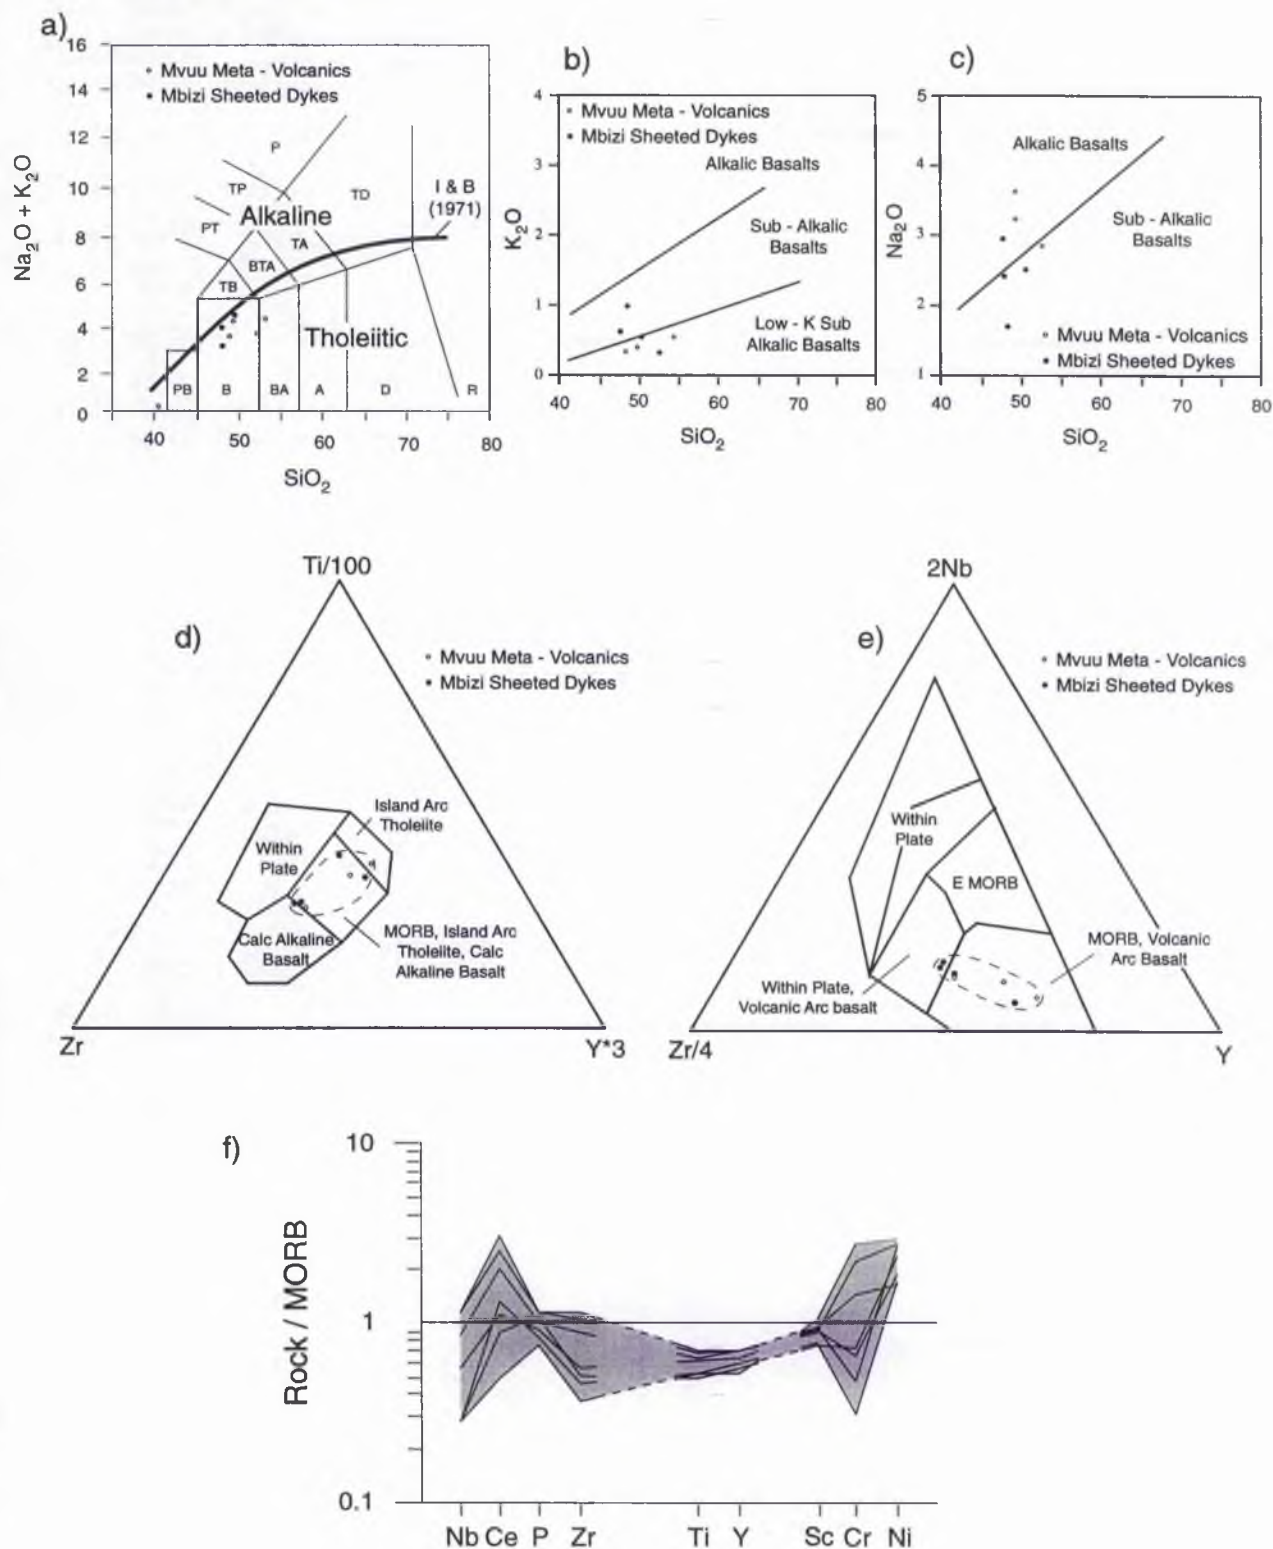 a)
16
14
12
10
8
6
4
2
0
Na2O + K2O
Mvuu Meta - Volcanics
Mbizi Sheeted Dykes
P
TP
TD
PT
Alkaline
I & B
(1971)
TA
BTA
TB
Tholeiitic
PB
B
BA
A
D
R
40
50
60
70
80
SiO2
b)
4
3
2
1
0
K2O
Mvuu Meta - Volcanics
Mbizi Sheeted Dykes
Alkalic Basalts
Sub - Alkalic
Basalts
Low - K Sub
Alkalic Basalts
40
50
60
70
80
SiO2
c)
5
4
3
2
1
Na2O
Alkalic Basalts
Sub - Alkalic
Basalts
Mvuu Meta - Volcanics
Mbizi Sheeted Dykes
40
50
60
70
80
SiO2
d)
Ti/100
Mvuu Meta - Volcanics
Mbizi Sheeted Dykes
Island Arc
Tholeiite
Within
Plate
Calc Alkaline
Basalt
MORB, Island Arc
Tholeiite, Calc
Alkaline Basalt
Zr
Y*3
e)
2Nb
Mvuu Meta - Volcanics
Mbizi Sheeted Dykes
Within
Plate
E MORB
MORB, Volcanic
Arc Basalt
Within Plate,
Volcanic Arc basalt
Zr/4
Y
f)
10
1
0.1
Rock / MORB
Nb Ce P Zr Ti Y Sc Cr Ni